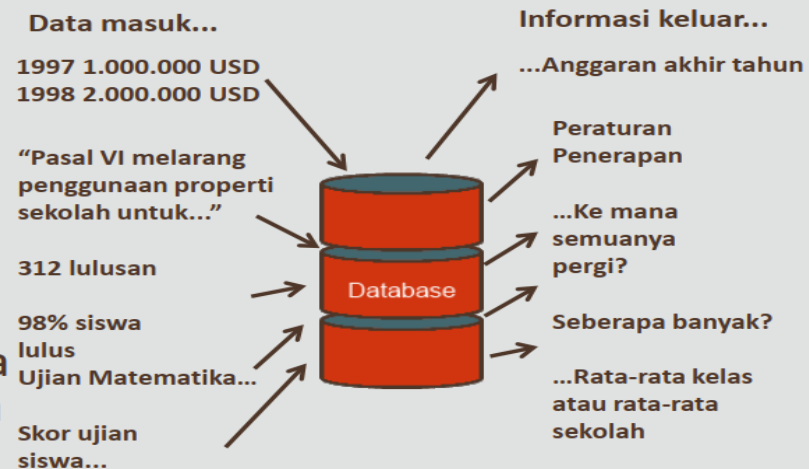 Data masuk...
1997 1.000.000 USD
1998 2.000.000 USD
“Pasal VI melarang
penggunaan properti
sekolah untuk...”
312 lulusan
98% siswa
lulus
Ujian Matematika...
Skor ujian
siswa...
Database
Informasi keluar...
...Anggaran akhir tahun
Peraturan
Penerapan
...Ke mana
semuanya
pergi?
Seberapa banyak?
...Rata-rata kelas
atau rata-rata
sekolah